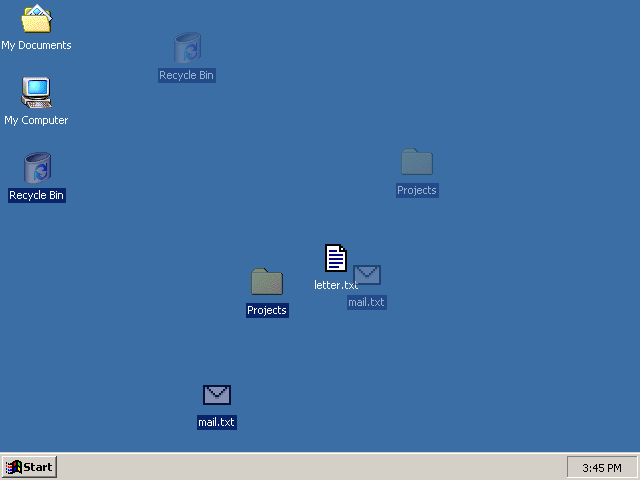 My Documents
Recycle Bin
My Computer
Projects
Recycle Bin
letter.txt
mail.txt
Projects
mail.txt
Start
3:45 PM